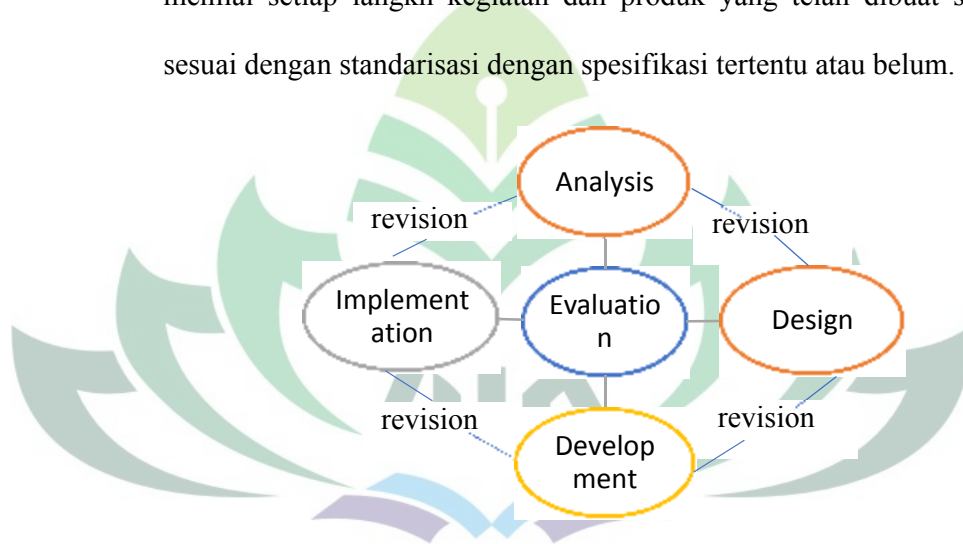 menilai setiap langkh kegiatan dan produk yang telah dibuat
sesuai dengan standarisasi dengan spesifikasi tertentu atau belum.
Analysis
revision
revision
Implement
ation
Evaluatio
n
Design
revision
revision
Develop
ment